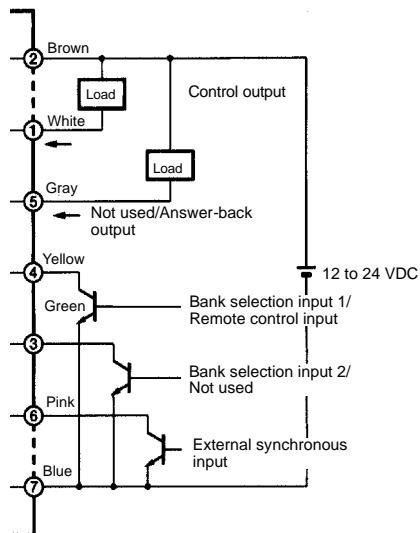 2 Brown
Load
Control output
White
1
Load
Gray
5
Not used/Answer-back
output
Yellow
4
12 to 24 VDC
Green
Bank selection input 1/
Remote control input
3
Bank selection input 2/
Not used
Pink
6
External synchronous
input
Blue
7